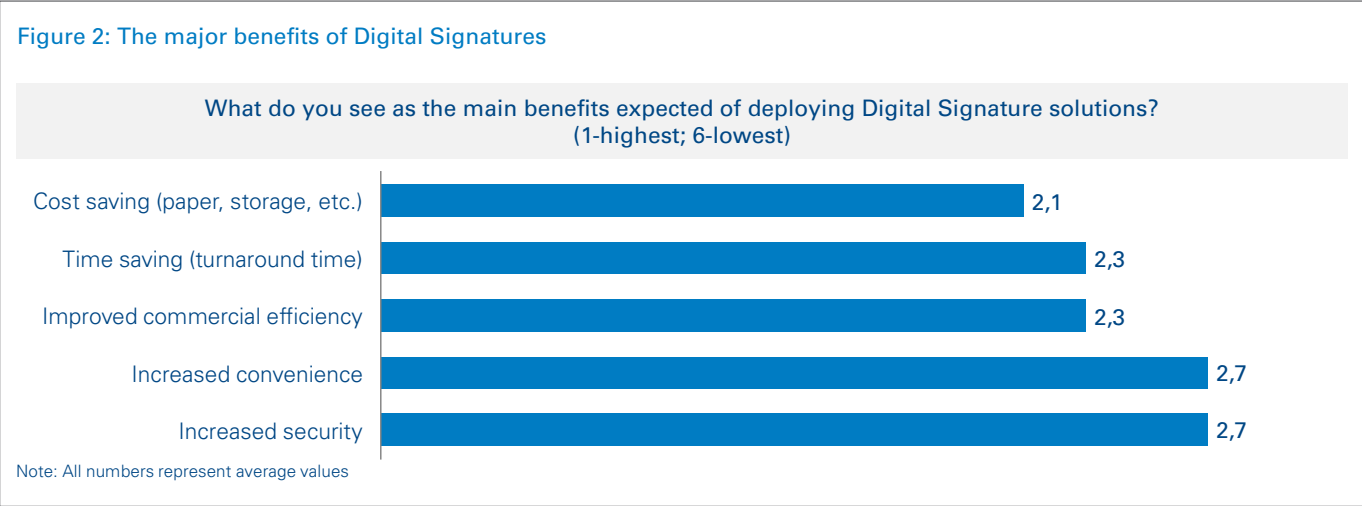 Figure 2: The major benefits of Digital Signatures
What do you see as the main benefits expected of deploying Digital Signature solutions?
(1-highest; 6-lowest)
Cost saving (paper, storage, etc.) 2,1
Time saving (turnaround time) 2,3
Improved commercial efficiency 2,3
Increased convenience 2,7
Increased security 2,7
Note: All numbers represent average values